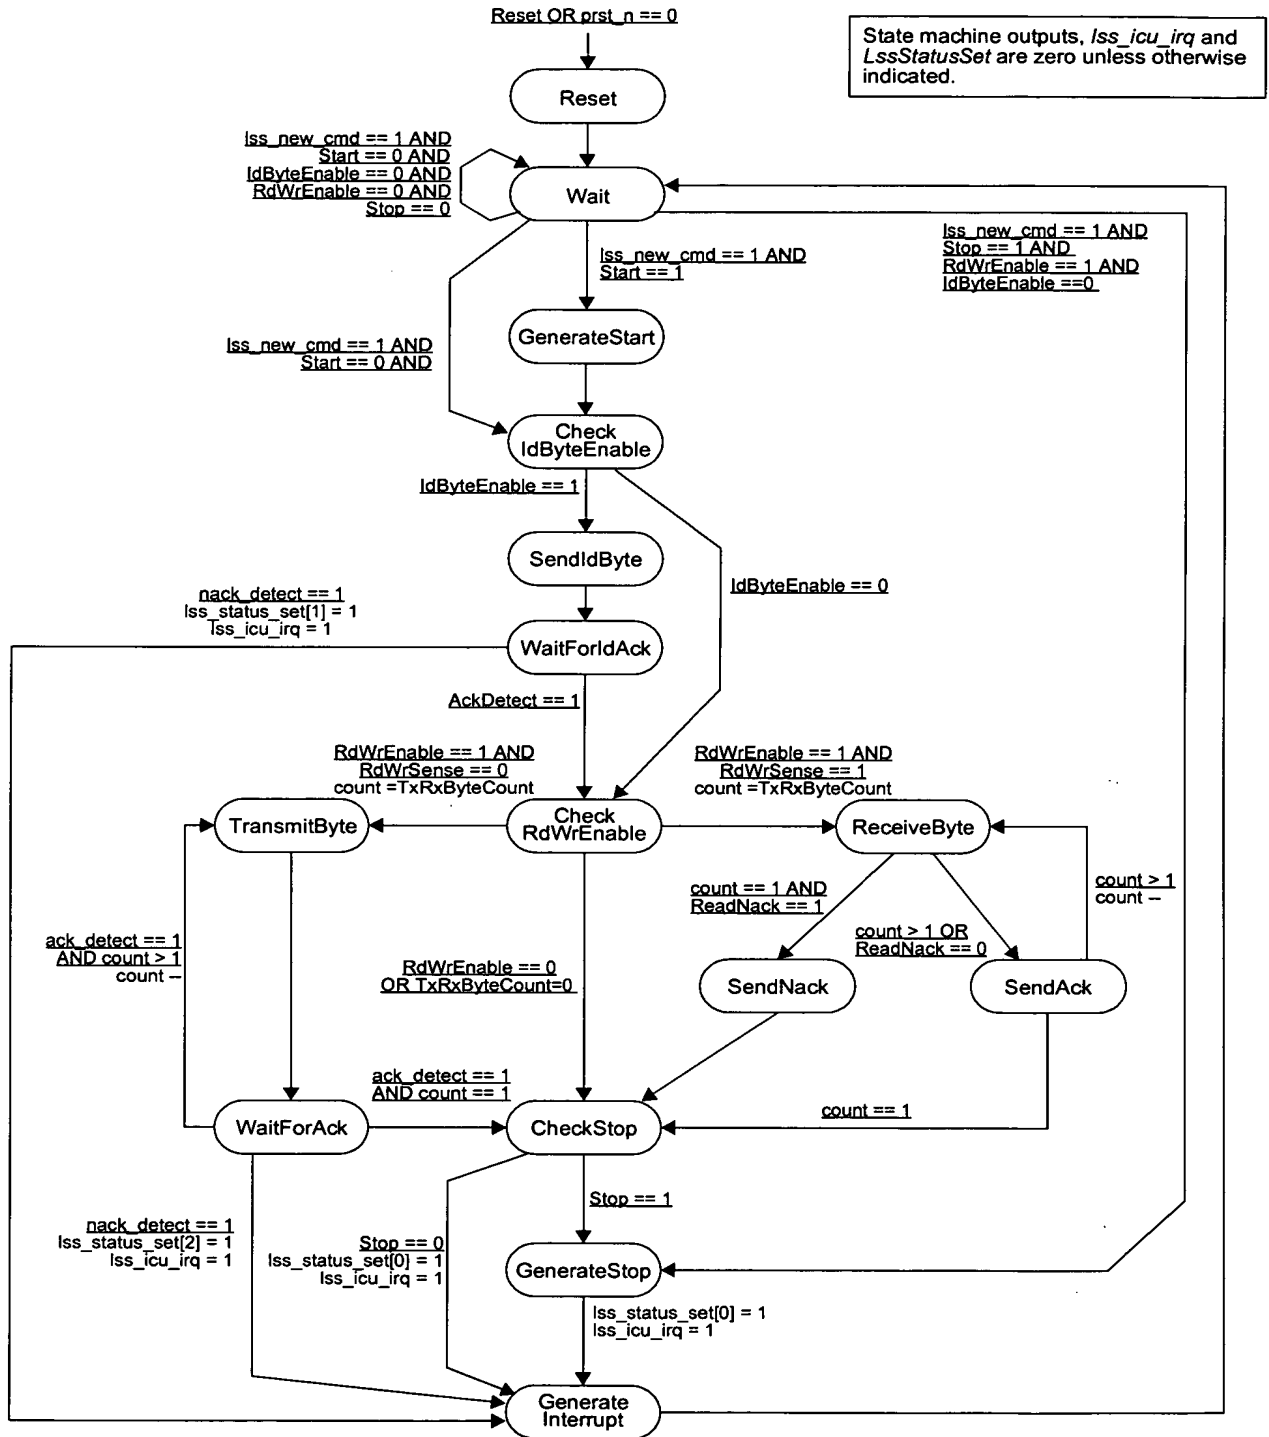 Reset OR prst_n == 0
State machine outputs, lss_icu_irq and
LssStatusSet are zero unless otherwise
indicated.
Reset
lss_new_cmd == 1 AND
Start == 0 AND
IdByteEnable == 0 AND
RdWrEnable == 0 AND
Stop == 0
Wait
lss_new_cmd == 1 AND
Start == 1
lss_new_cmd == 1 AND
Stop == 1 AND
RdWrEnable == 1 AND
IdByteEnable ==0
GenerateStart
lss_new_cmd == 1 AND
Start == 0 AND
Check
IdByteEnable
IdByteEnable == 1
SendIdByte
IdByteEnable == 0
nack_detect == 1
lss_status_set[1] = 1
lss_icu_irq = 1
WaitForIdAck
AckDetect == 1
RdWrEnable == 1 AND
RdWrSense == 0
count =TxRxByteCount
RdWrEnable == 1 AND
RdWrSense == 1
count =TxRxByteCount
TransmitByte
Check
RdWrEnable
ReceiveByte
count == 1 AND
ReadNack == 1
count > 1
count --
ack_detect == 1
AND count > 1
count --
count > 1 OR
ReadNack == 0
RdWrEnable == 0
OR TxRxByteCount=0
SendNack
SendAck
ack_detect == 1
AND count == 1
WaitForAck
CheckStop
count == 1
Stop == 1
nack_detect == 1
lss_status_set[2] = 1
lss_icu_irq = 1
Stop == 0
lss_status_set[0] = 1
lss_icu_irq = 1
GenerateStop
lss_status_set[0] = 1
lss_icu_irq = 1
Generate
Interrupt